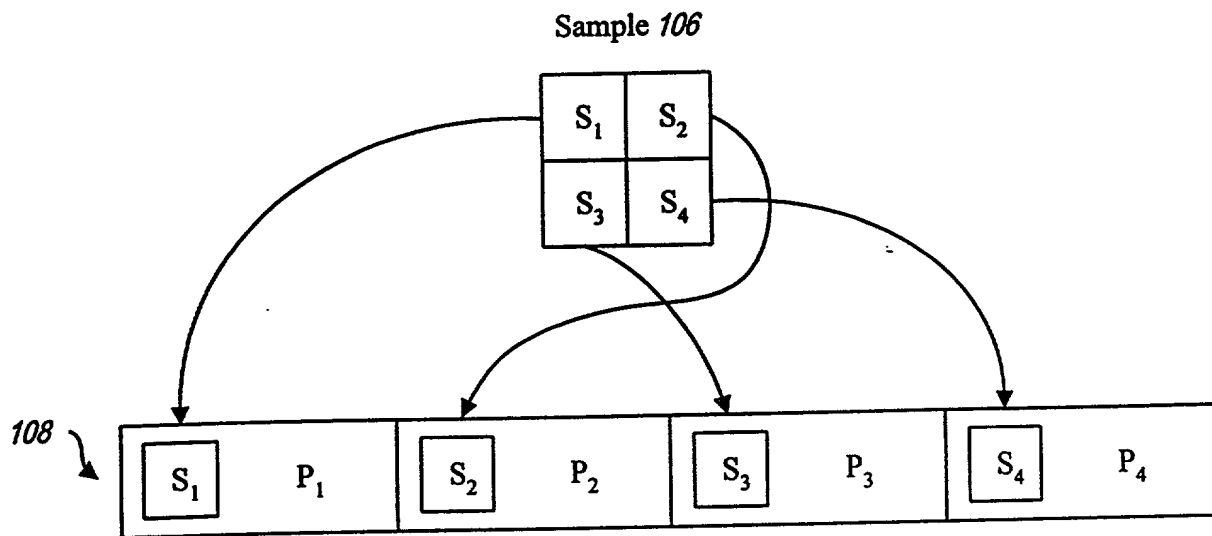 Sample 106
S₁ S₂
S₃ S₄
108
S₁ P₁ S₂ P₂ S₃ P₃ S₄ P₄